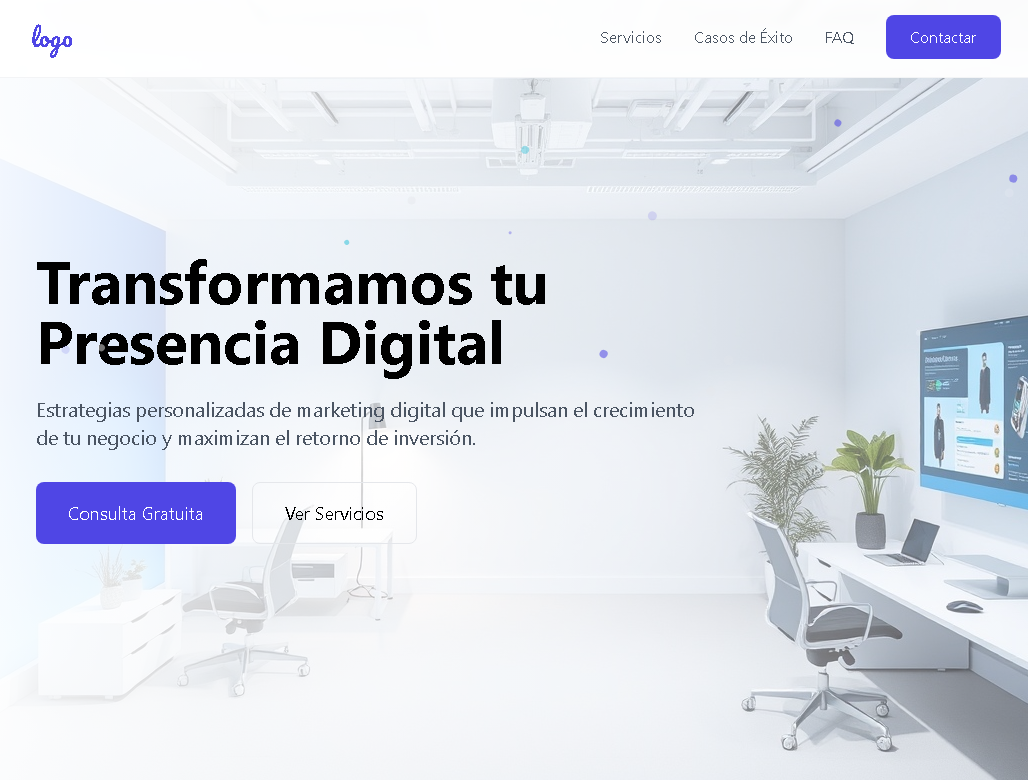 logo
Servicios
Casos de Éxito
FAQ
Contactar
Transformamos tu
Presencia Digital
Estrategias personalizadas de marketing digital que impulsan el crecimiento
de tu negocio y maximizan el retorno de inversión.
Consulta Gratuita
Ver Servicios